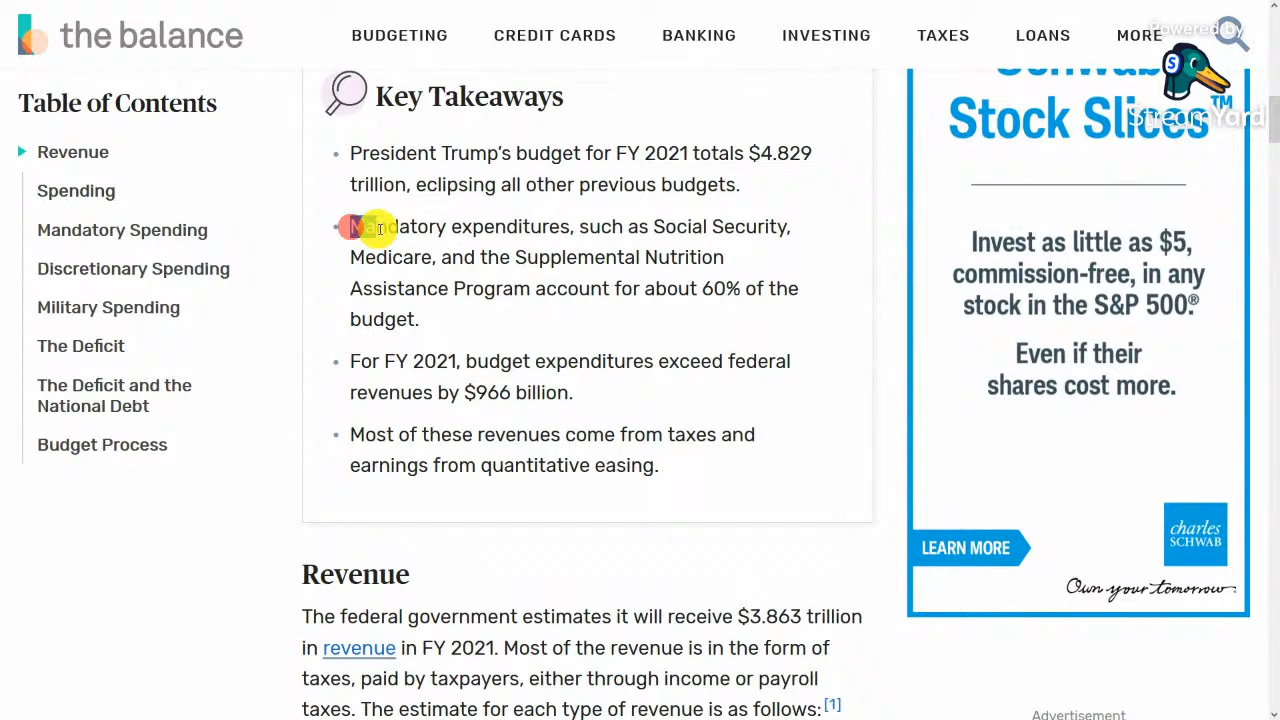 the balance
BUDGETING CREDIT CARDS BANKING INVESTING TAXES LOANS MORE
Powered by
StreamYard
Table of Contents
Revenue
Spending
Mandatory Spending
Discretionary Spending
Military Spending
The Deficit
The Deficit and the
National Debt
Budget Process
Key Takeaways
President Trump's budget for FY 2021 totals $4.829
trillion, eclipsing all other previous budgets.
Mandatory expenditures, such as Social Security,
Medicare, and the Supplemental Nutrition
Assistance Program account for about 60% of the
budget.
For FY 2021, budget expenditures exceed federal
revenues by $966 billion.
Most of these revenues come from taxes and
earnings from quantitative easing.
Revenue
The federal government estimates it will receive $3.863 trillion
in revenue in FY 2021. Most of the revenue is in the form of
taxes, paid by taxpayers, either through income or payroll
taxes. The estimate for each type of revenue is as follows:[1]
Schwab
Stock Slices™
Invest as little as $5,
commission-free, in any
stock in the S&P 500.®
Even if their
shares cost more.
charles
SCHWAB
LEARN MORE
Own your tomorrow.
Advertisement